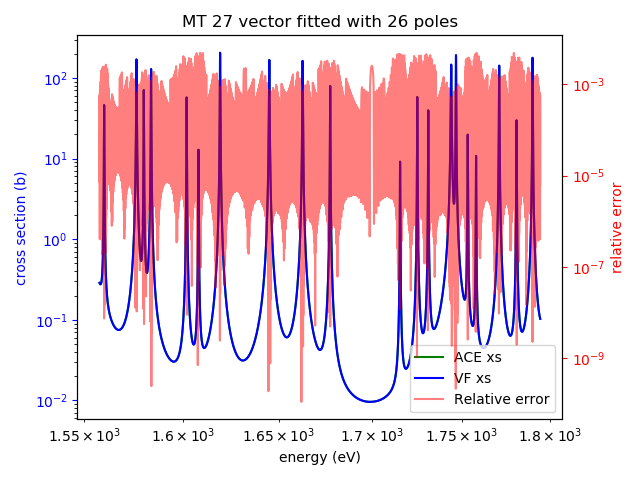 MT 27 vector fitted with 26 poles
cross section (b)
10²
10¹
10⁰
10⁻¹
10⁻²
10⁻³
10⁻⁵
10⁻⁷
10⁻⁹
relative error
ACE xs
VF xs
Relative error
1.55×10³ 1.6×10³ 1.65×10³ 1.7×10³ 1.75×10³ 1.8×10³
energy (eV)